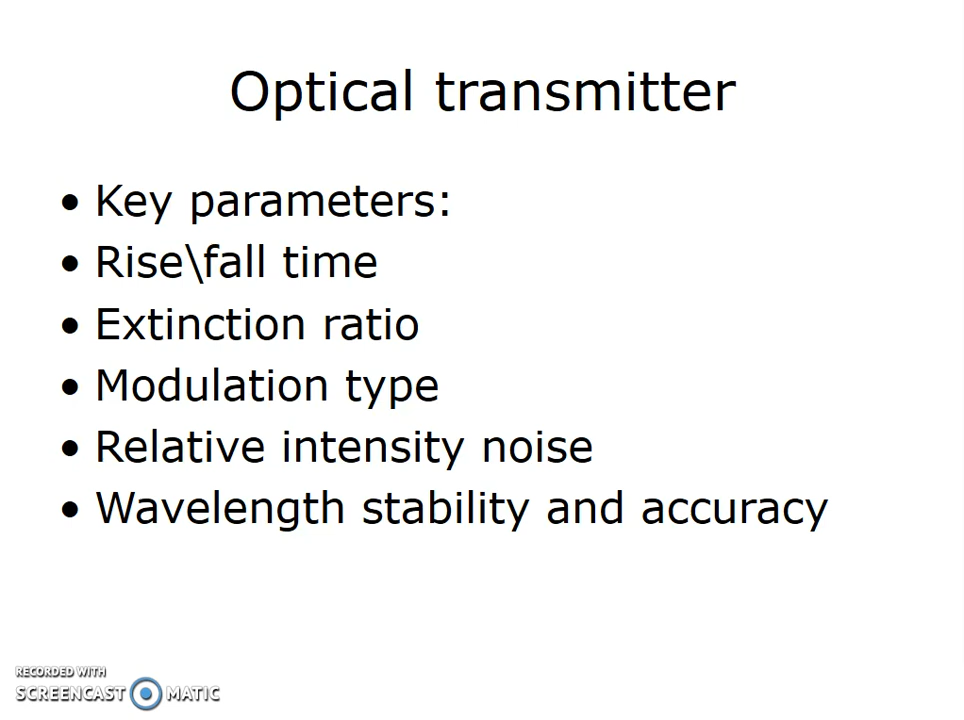 Optical transmitter
• Key parameters:
• Rise\fall time
• Extinction ratio
• Modulation type
• Relative intensity noise
• Wavelength stability and accuracy
RECORDED WITH
SCREENCAST MATIC